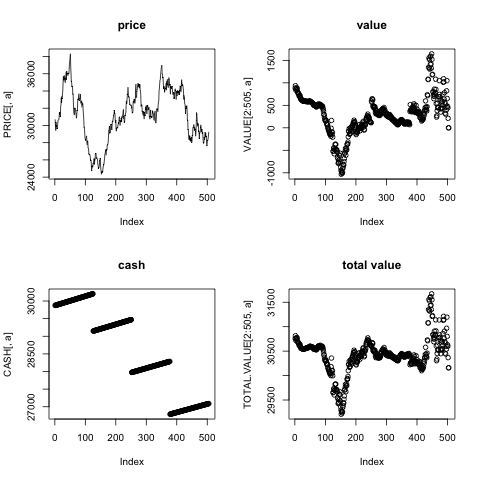 price
PRICE[, a]
24000 30000 36000
0 100 200 300 400 500
Index
value
VALUE[2:505, a]
-1000 0 500 1500
0 100 200 300 400 500
Index
cash
CASH[, a]
27000 28500 30000
0 100 200 300 400 500
Index
total value
TOTAL.VALUE[2:505, a]
29500 30500 31500
0 100 200 300 400 500
Index